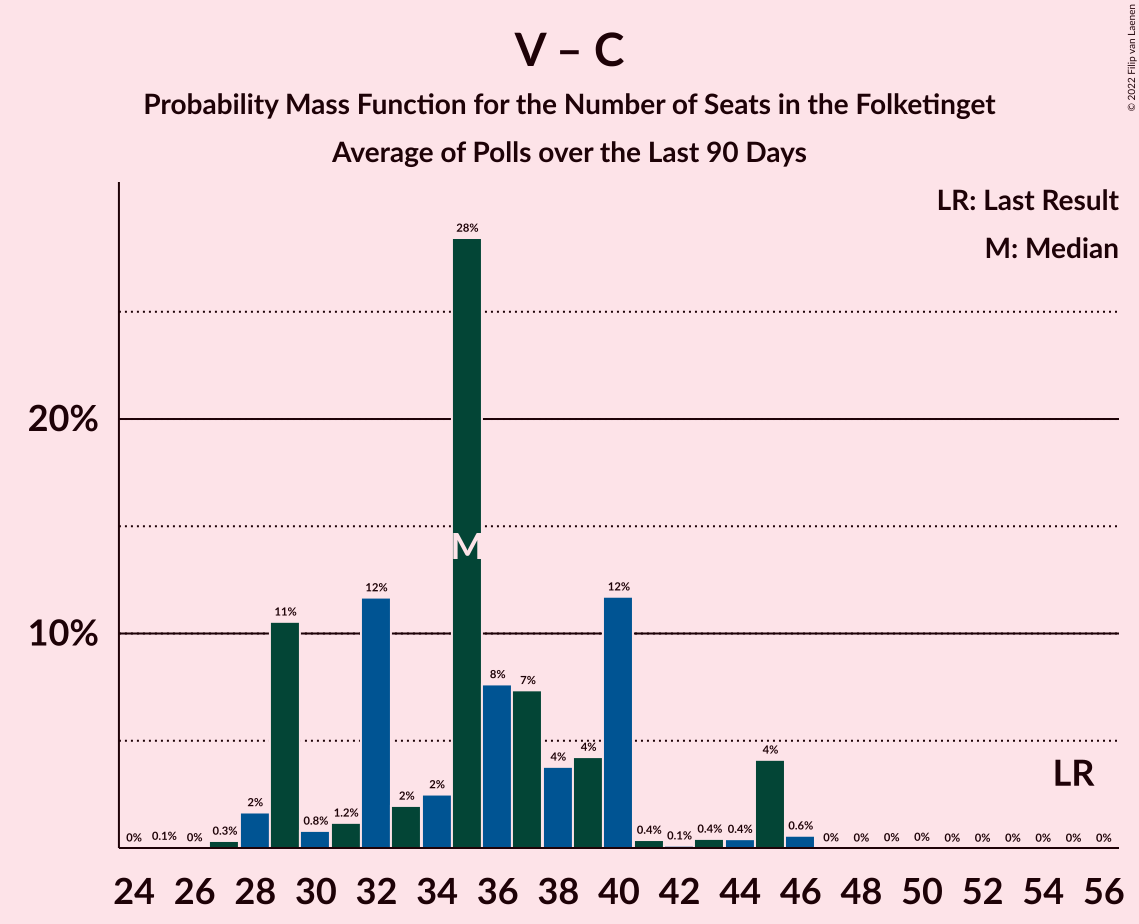 V – C
Probability Mass Function for the Number of Seats in the Folketinget
Average of Polls over the Last 90 Days
© 2022 Filip van Laenen
LR: Last Result
M: Median
28%
20%
M
12% 12%
11%
10%
8% 7%
4% 4% 4%
LR
2% 2% 2%
0% 0.1% 0% 0.3% 0.8% 1.2% 0.4% 0.1% 0.4% 0.4% 0.6% 0% 0% 0% 0% 0% 0% 0% 0% 0% 0%
24 26 28 30 32 34 36 38 40 42 44 46 48 50 52 54 56